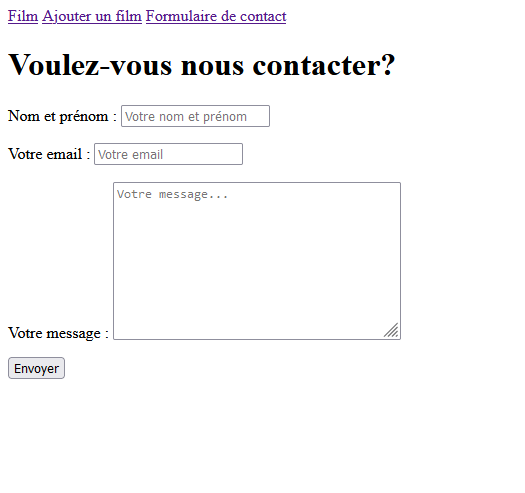 Film Ajouter un film Formulaire de contact
Voulez-vous nous contacter?
Nom et prénom : Votre nom et prénom
Votre email : Votre email
Votre message...
Votre message :
Envoyer